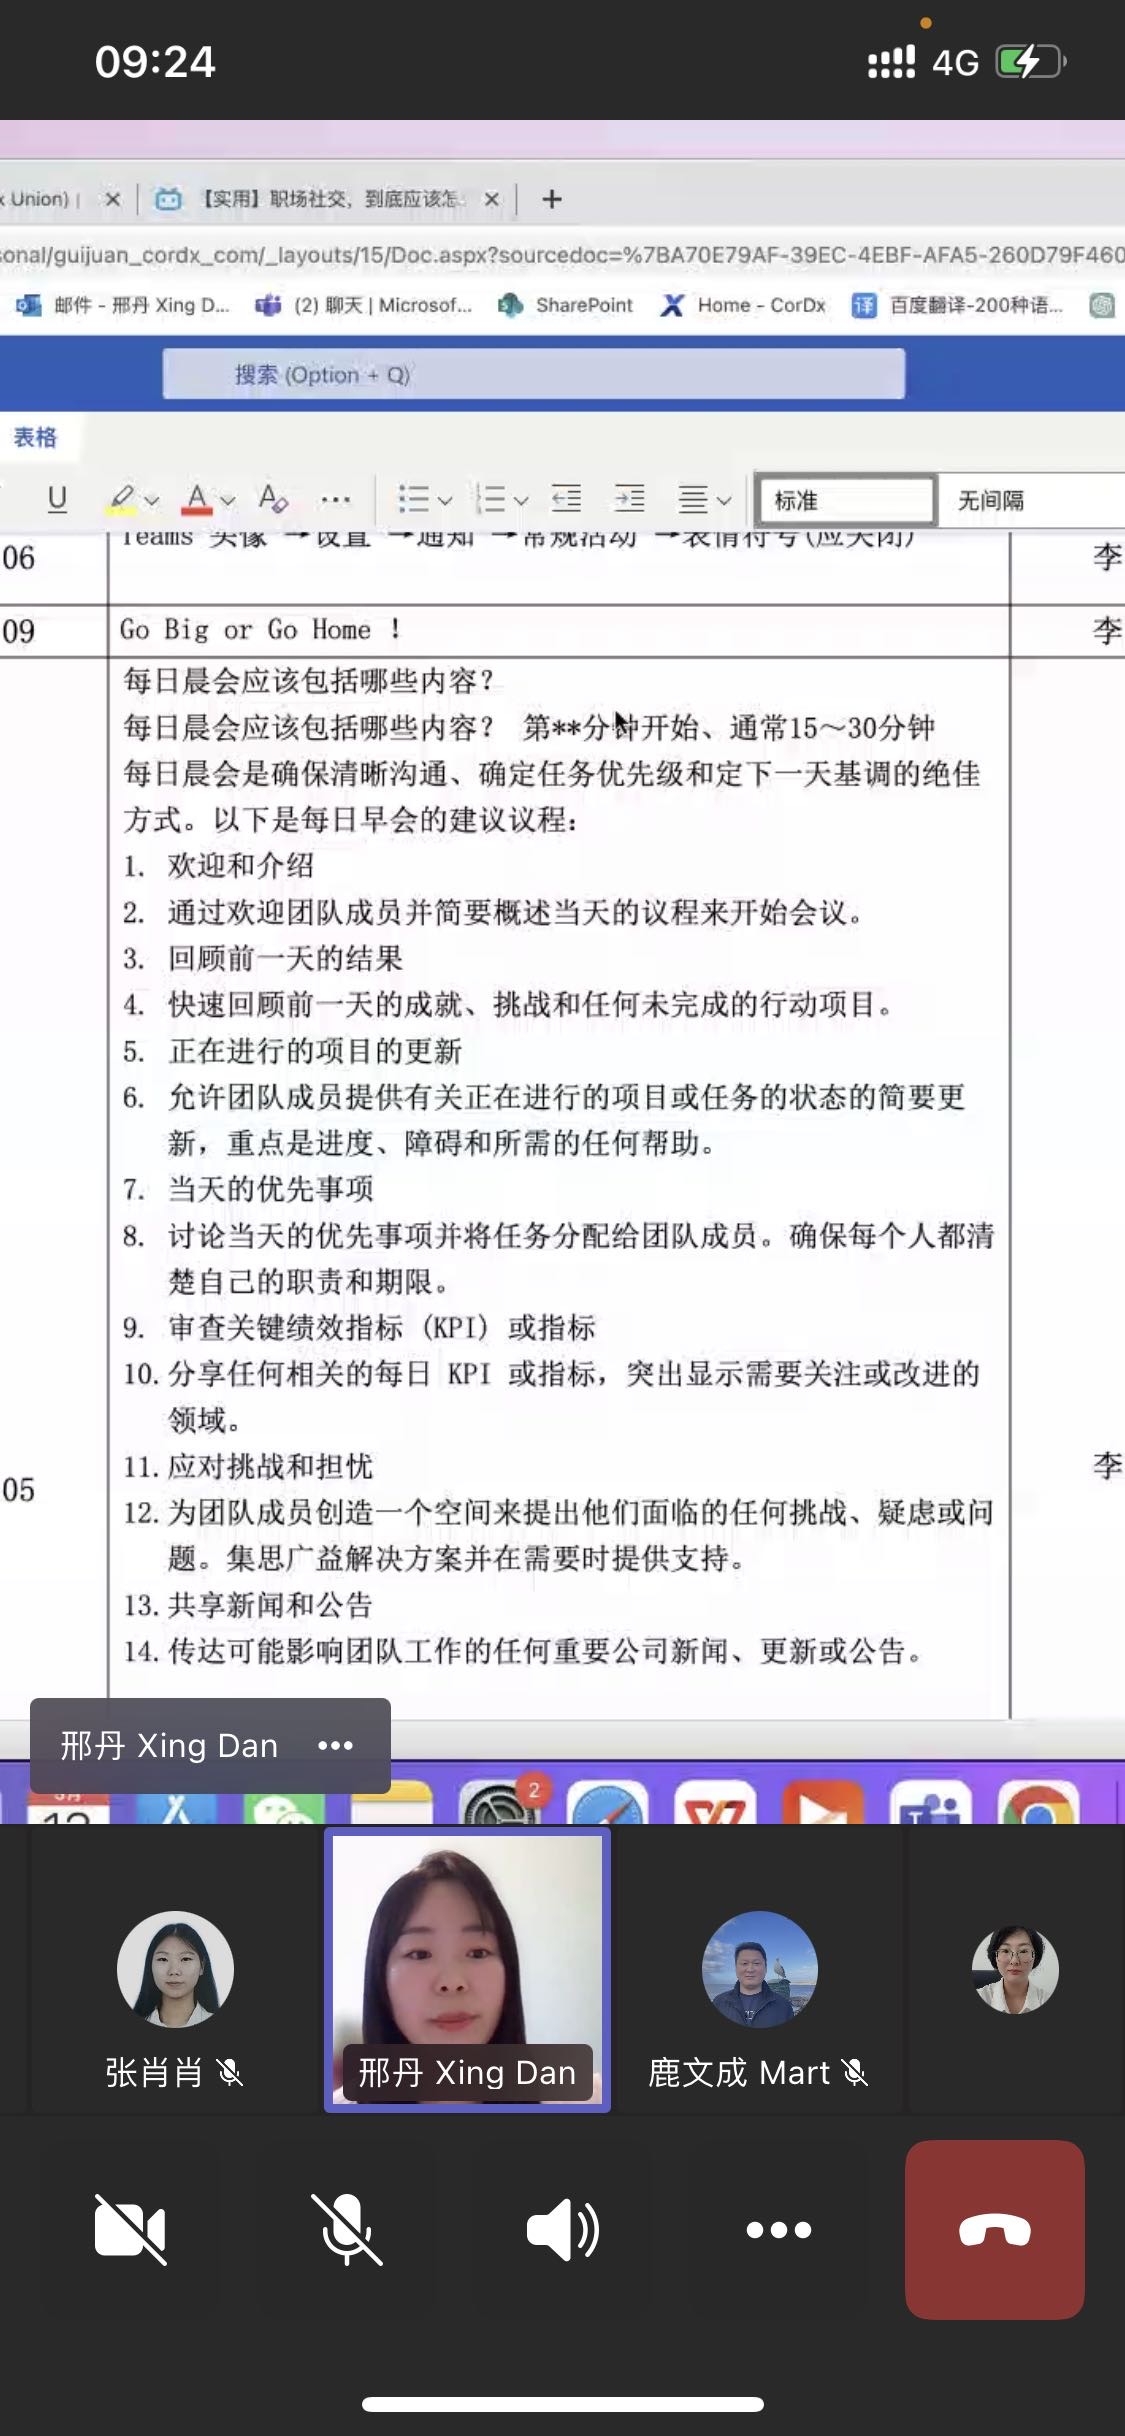 09:24
4G
Union) |
【实用】职场社交，到底应该怎
onal/guijuan_cordx_com/_layouts/15/Doc.aspx?sourcedoc=%7BA70E79AF-39EC-4EBF-AFA5-260D79F460
邮件 - 邢丹 Xing D... (2) 聊天 | Microsof... SharePoint Home - CorDx 译 百度翻译-200种语...
搜索 (Option + Q)
表格
U A A ... 标准 无间隔
Teams 头像 →设置 →通知 →常规活动 →表情符号(应关闭)
06 李
09 Go Big or Go Home ！ 李
每日晨会应该包括哪些内容？
每日晨会应该包括哪些内容？ 第**分钟开始、通常15～30分钟
每日晨会是确保清晰沟通、确定任务优先级和定下一天基调的绝佳
方式。以下是每日早会的建议议程：
1. 欢迎和介绍
2. 通过欢迎团队成员并简要概述当天的议程来开始会议。
3. 回顾前一天的结果
4. 快速回顾前一天的成就、挑战和任何未完成的行动项目。
5. 正在进行的项目的更新
6. 允许团队成员提供有关正在进行的项目或任务的状态的简要更
新，重点是进度、障碍和所需的任何帮助。
7. 当天的优先事项
8. 讨论当天的优先事项并将任务分配给团队成员。确保每个人都清
楚自己的职责和期限。
9. 审查关键绩效指标（KPI）或指标
10. 分享任何相关的每日 KPI 或指标，突出显示需要关注或改进的
领域。
11. 应对挑战和担忧
05 李
12. 为团队成员创造一个空间来提出他们面临的任何挑战、疑虑或问
题。集思广益解决方案并在需要时提供支持。
13. 共享新闻和公告
14. 传达可能影响团队工作的任何重要公司新闻、更新或公告。
邢丹 Xing Dan •••
2
张肖肖
邢丹 Xing Dan
鹿文成 Mart